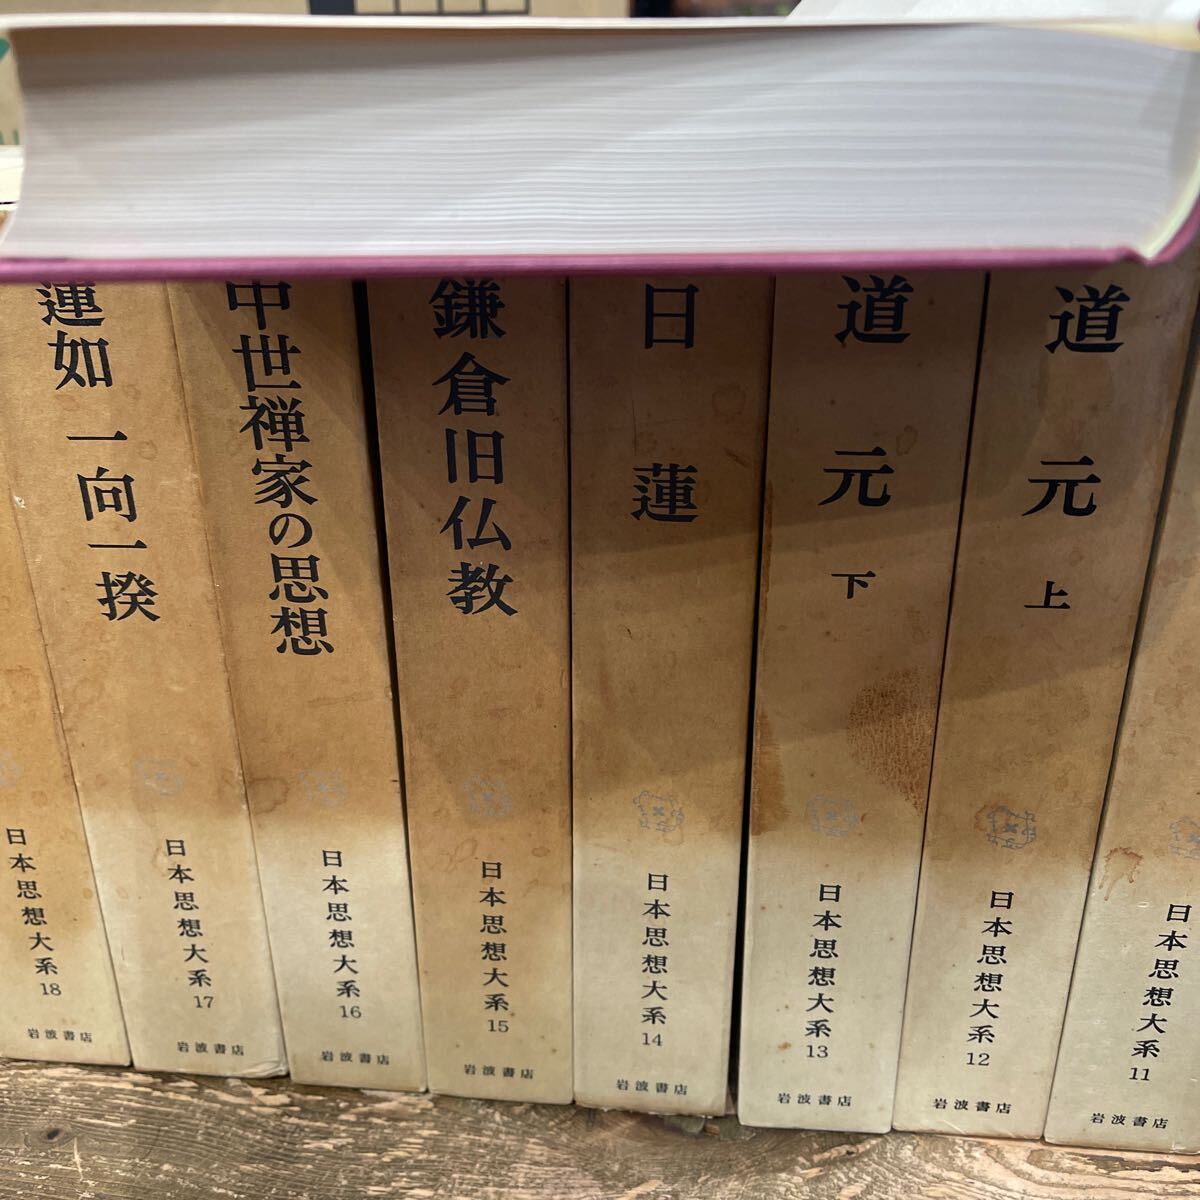 蓮如 一向一揆
日本思想大系 17
岩波書店
中世禅家の思想
日本思想大系 16
岩波書店
鎌倉旧仏教
日本思想大系 15
岩波書店
日蓮
日本思想大系 14
岩波書店
道元 下
日本思想大系 13
岩波書店
道元 上
日本思想大系 12
岩波書店
日本思想大系 11
岩波書店
日本思想大系 18
岩波書店